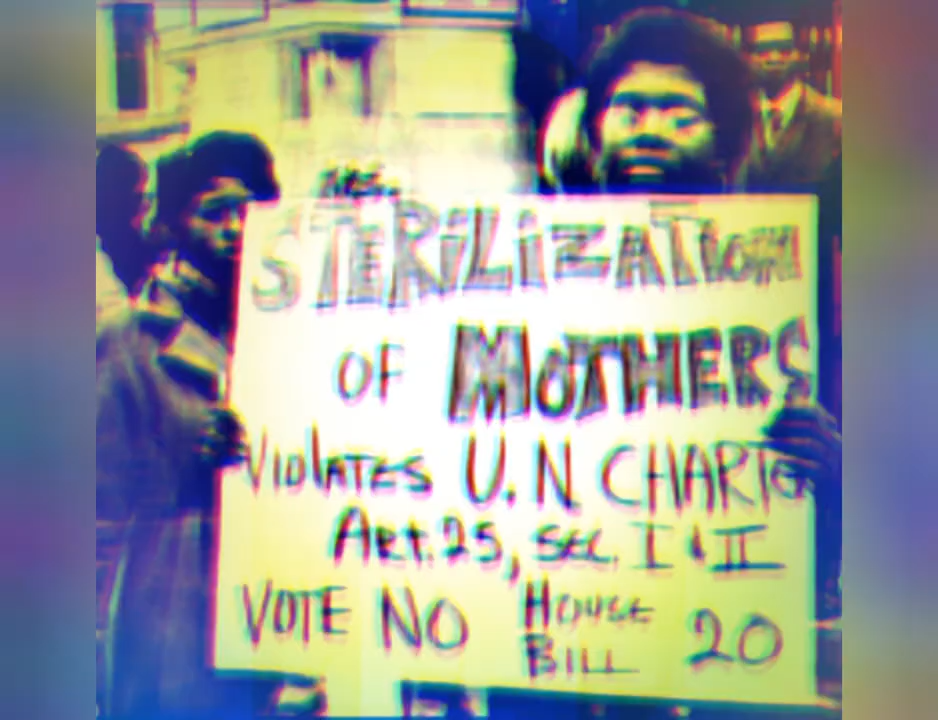 STERILIZATION
OF MOTHERS
VIOLATES U.N CHARTER
ART. 25, SEC. I & II
VOTE NO HOUSE
BILL 20